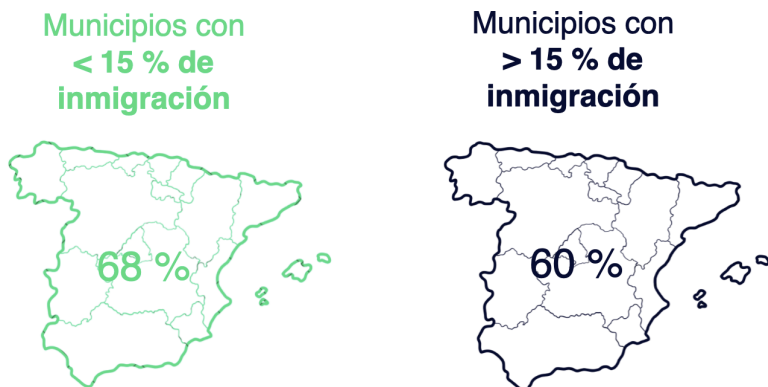 Municipios con
< 15 % de
inmigración
68 %
Municipios con
> 15 % de
inmigración
60 %